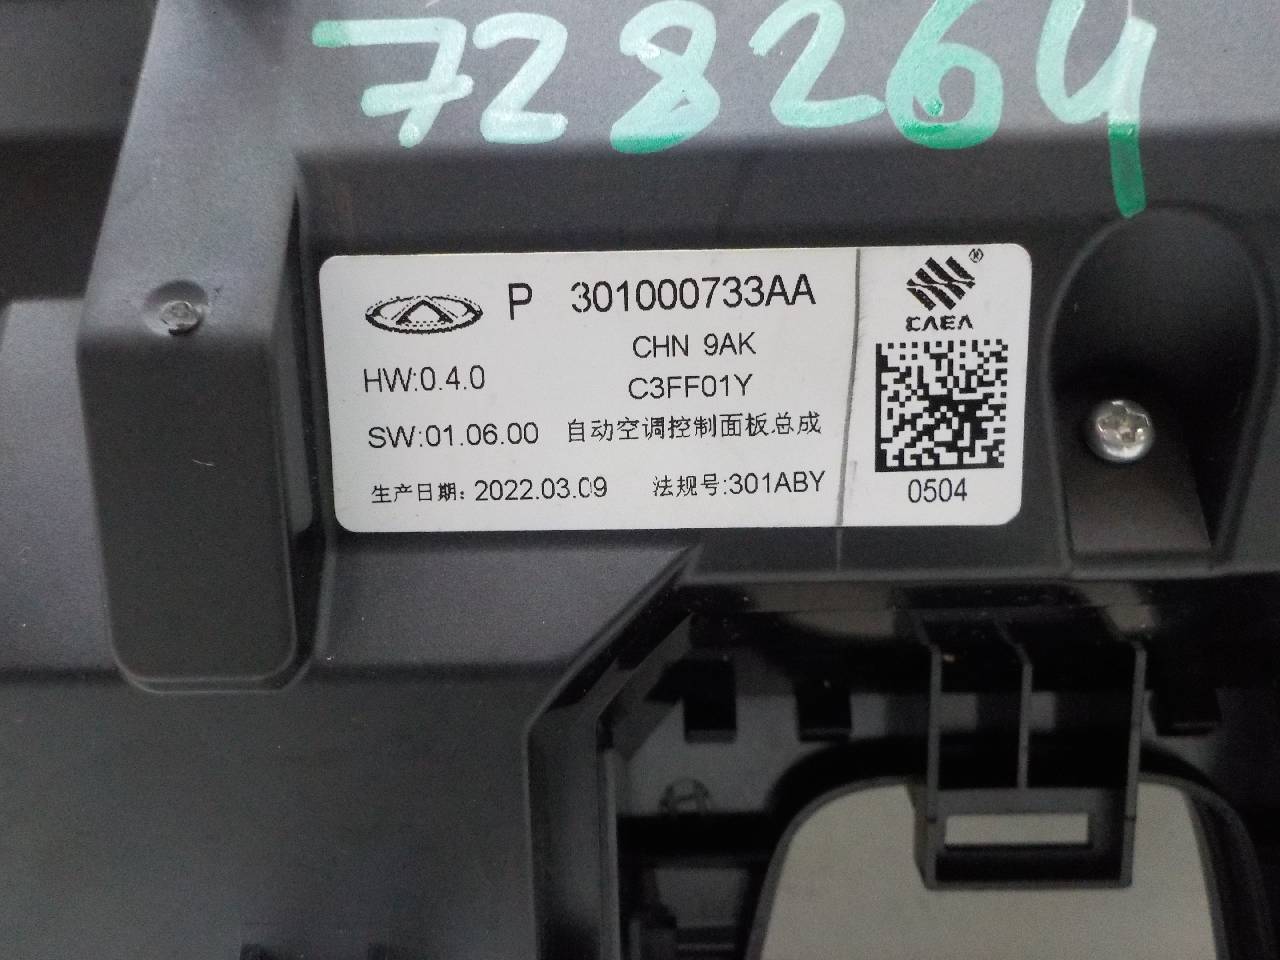 728264
P 301000733AA
CHN 9AK
HW:0.4.0
C3FF01Y
SW:01.06.00 自动空调控制面板总成
生产日期: 2022.03.09 法规号:301ABY
®
CAEA
0504